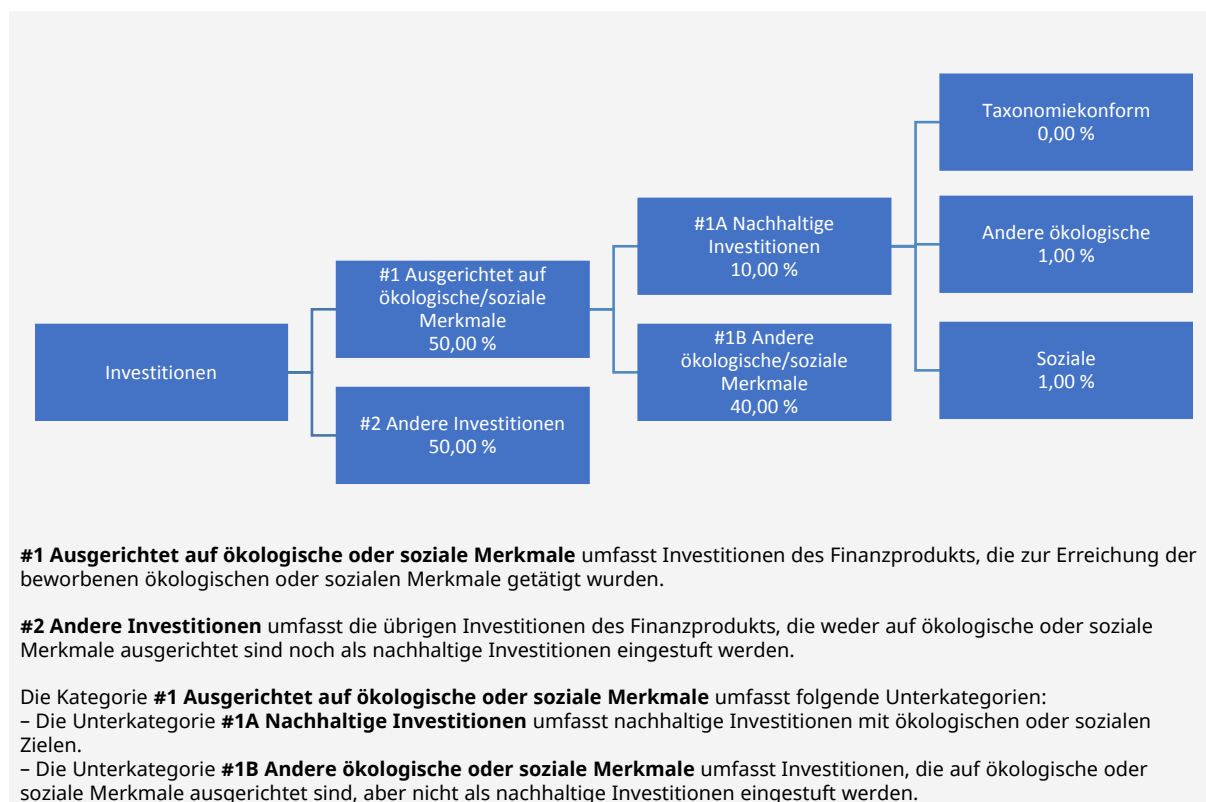 Investitionen
#1 Ausgerichtet auf
ökologische/soziale
Merkmale
50,00 %
#2 Andere Investitionen
50,00 %
#1A Nachhaltige
Investitionen
10,00 %
#1B Andere
ökologische/soziale
Merkmale
40,00 %
Taxonomiekonform
0,00 %
Andere ökologische
1,00 %
Soziale
1,00 %
#1 Ausgerichtet auf ökologische oder soziale Merkmale umfasst Investitionen des Finanzprodukts, die zur Erreichung der
beworbenen ökologischen oder sozialen Merkmale getätigt wurden.
#2 Andere Investitionen umfasst die übrigen Investitionen des Finanzprodukts, die weder auf ökologische oder soziale
Merkmale ausgerichtet sind noch als nachhaltige Investitionen eingestuft werden.
Die Kategorie #1 Ausgerichtet auf ökologische oder soziale Merkmale umfasst folgende Unterkategorien:
– Die Unterkategorie #1A Nachhaltige Investitionen umfasst nachhaltige Investitionen mit ökologischen oder sozialen
Zielen.
– Die Unterkategorie #1B Andere ökologische oder soziale Merkmale umfasst Investitionen, die auf ökologische oder
soziale Merkmale ausgerichtet sind, aber nicht als nachhaltige Investitionen eingestuft werden.